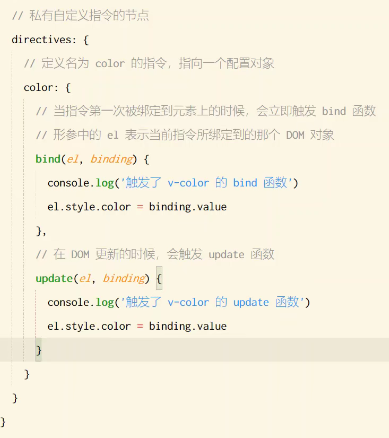 // 私有自定义指令的节点
directives: {
// 定义名为 color 的指令，指向一个配置对象
color: {
// 当指令第一次被绑定到元素上的时候，会立即触发 bind 函数
// 形参中的 el 表示当前指令所绑定到的那个 DOM 对象
bind(el, binding) {
console.log('触发了 v-color 的 bind 函数')
el.style.color = binding.value
},
// 在 DOM 更新的时候，会触发 update 函数
update(el, binding) {
console.log('触发了 v-color 的 update 函数')
el.style.color = binding.value
}
}
}
}